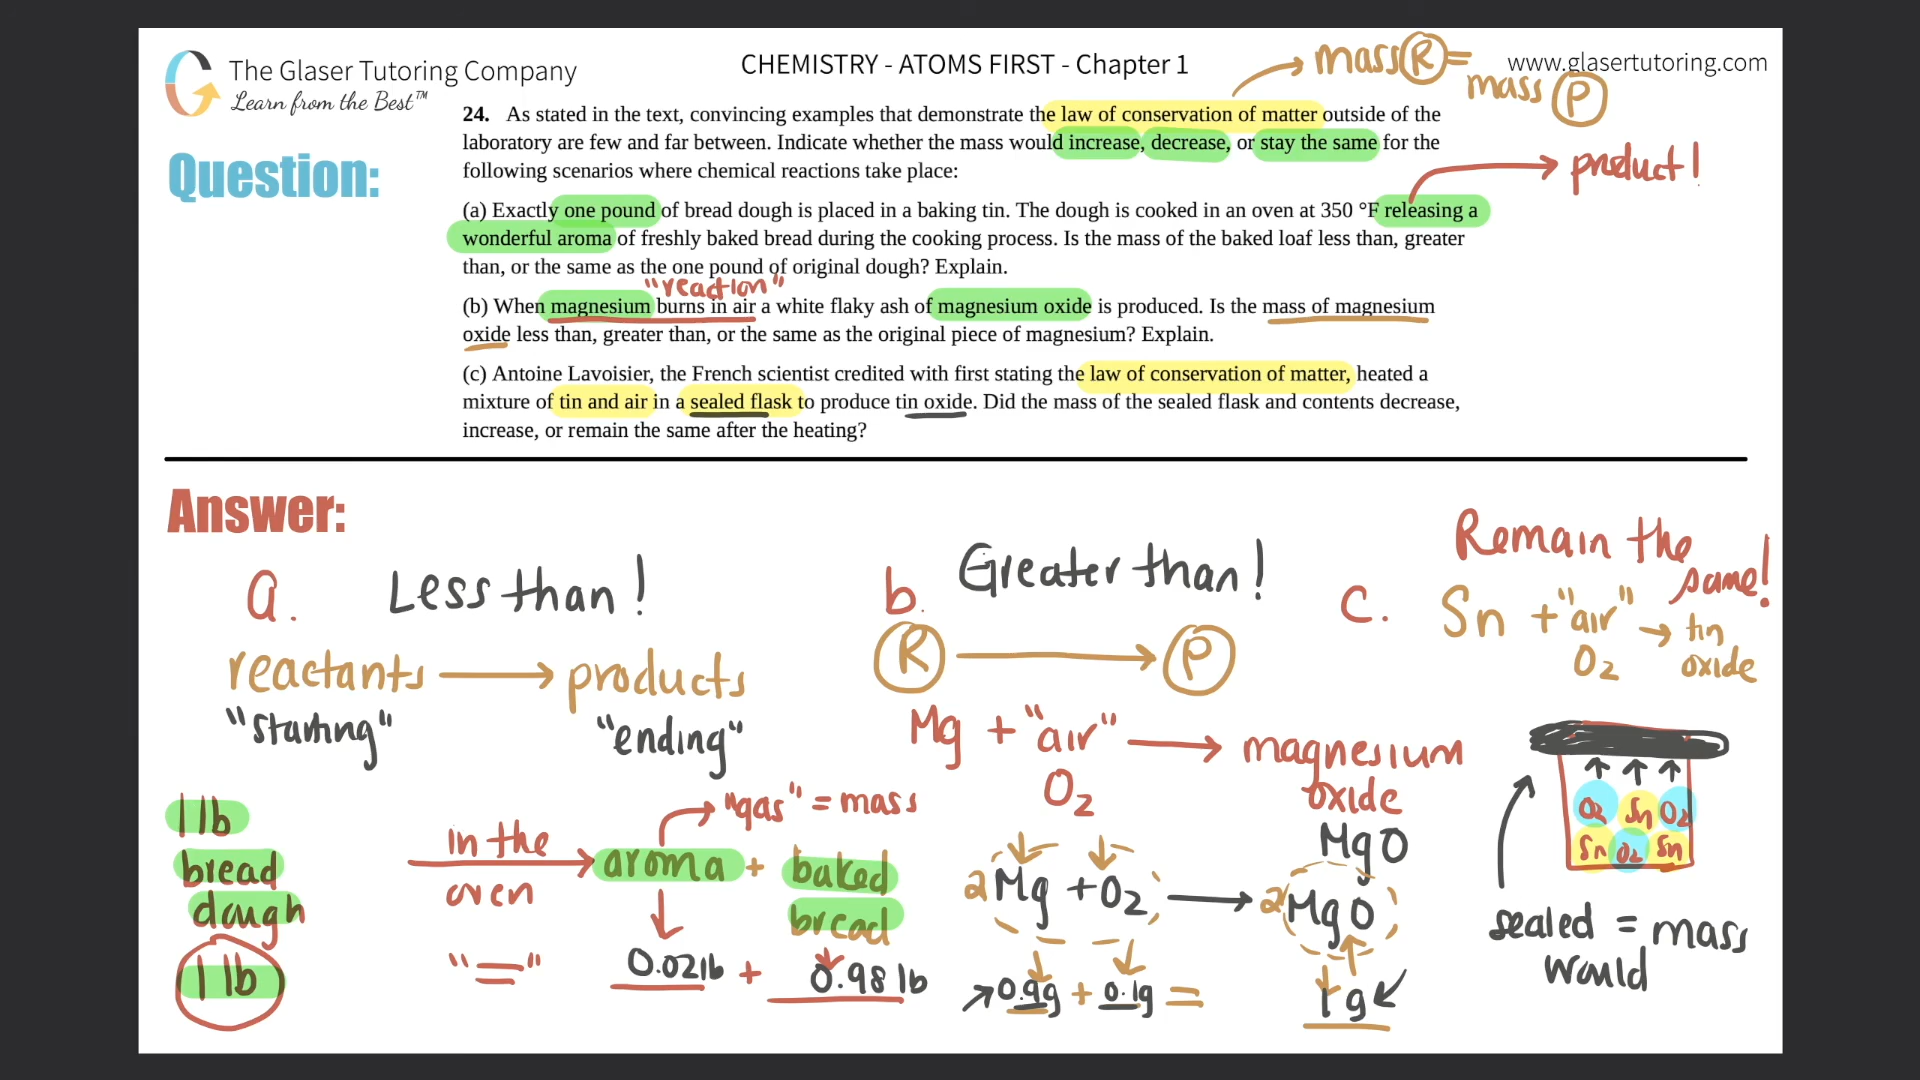 The Glaser Tutoring Company
Learn from the Best™
CHEMISTRY - ATOMS FIRST - Chapter 1
mass R =
mass P
www.glasertutoring.com
Question:
24. As stated in the text, convincing examples that demonstrate the law of conservation of matter outside of the
laboratory are few and far between. Indicate whether the mass would increase, decrease, or stay the same for the
following scenarios where chemical reactions take place:
product!
(a) Exactly one pound of bread dough is placed in a baking tin. The dough is cooked in an oven at 350 °F releasing a
wonderful aroma of freshly baked bread during the cooking process. Is the mass of the baked loaf less than, greater
than, or the same as the one pound of original dough? Explain.
"reaction"
(b) When magnesium burns in air a white flaky ash of magnesium oxide is produced. Is the mass of magnesium
oxide less than, greater than, or the same as the original piece of magnesium? Explain.
(c) Antoine Lavoisier, the French scientist credited with first stating the law of conservation of matter, heated a
mixture of tin and air in a sealed flask to produce tin oxide. Did the mass of the sealed flask and contents decrease,
increase, or remain the same after the heating?
Answer:
a. Less than!
reactants → products
"starting" "ending"
1 lb
bread
dough
in the
oven
aroma + baked
bread
"gas" = mass
1 lb "=" 0.02lb + 0.98 lb
b. Greater than!
R → P
Mg + "air" → magnesium
O2 oxide
MgO
2Mg + O2 → 2MgO
0.9g + 0.1g = 1g
c. Remain the
same!
Sn + "air" → tin
O2 oxide
O2 Sn O2
Sn O2 Sn
sealed = mass
would